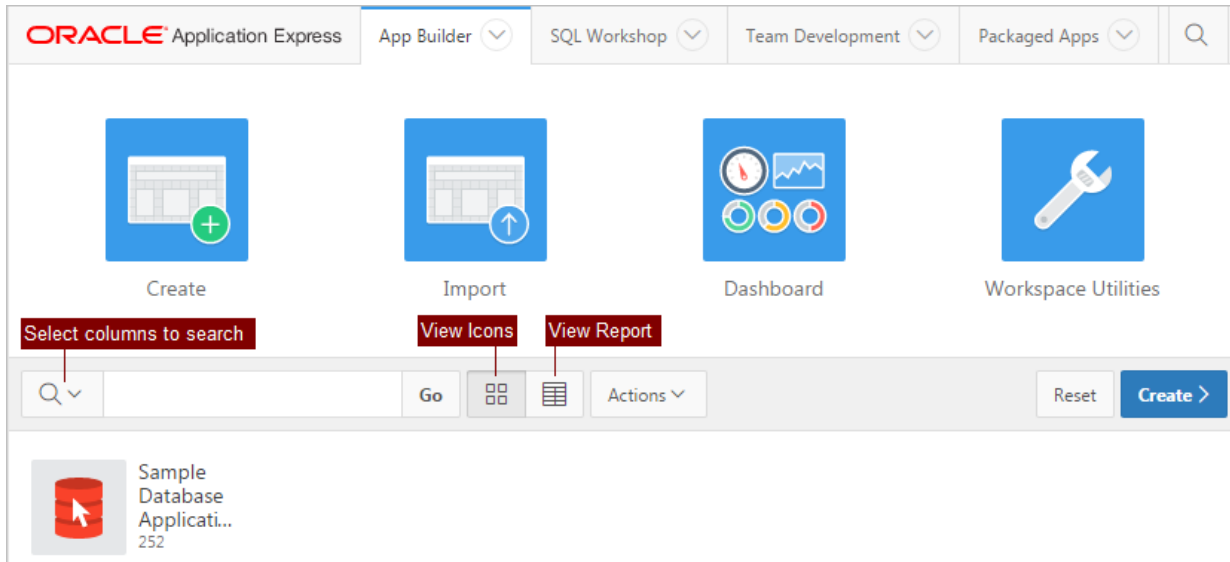 ORACLE Application Express
App Builder
SQL Workshop
Team Development
Packaged Apps
Create
Import
Dashboard
Workspace Utilities
Select columns to search
View Icons
View Report
Go
Actions
Reset
Create
Sample
Database
Applicati...
252